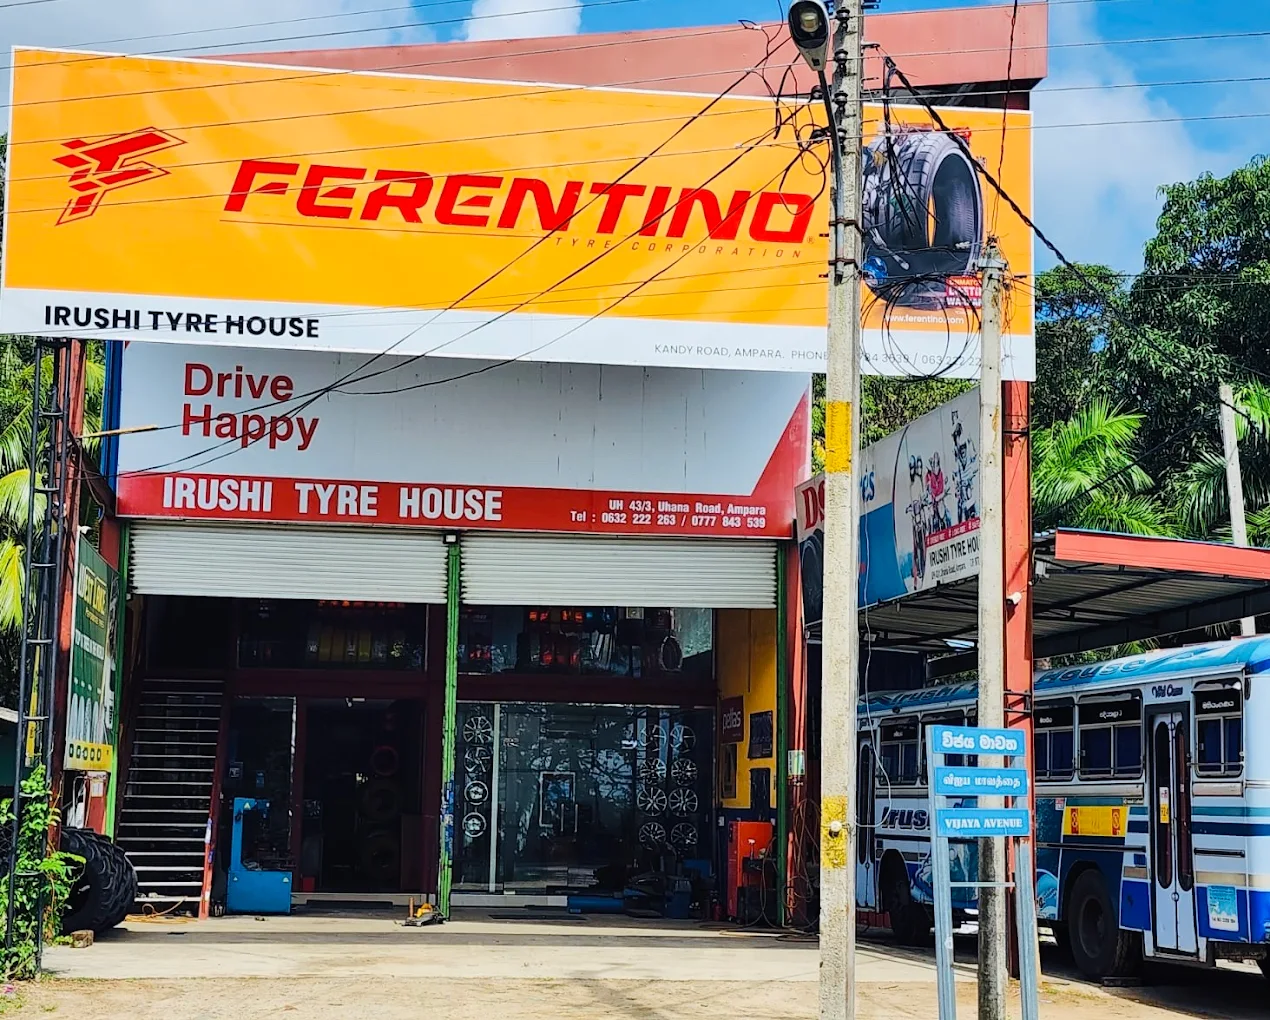 FERENTINO
TYRE CORPORATION
www.ferentino.com
IRUSHI TYRE HOUSE
KANDY ROAD, AMPARA. PHONE
Drive
Happy
IRUSHI TYRE HOUSE
UH 43/3, Uhana Road, Ampara
Tel : 0632 222 263 / 0777 843 539
IRUSHI TYRE
විජය මාවත
விஜய மாவத்தை
VIJAYA AVENUE
Irushi
House